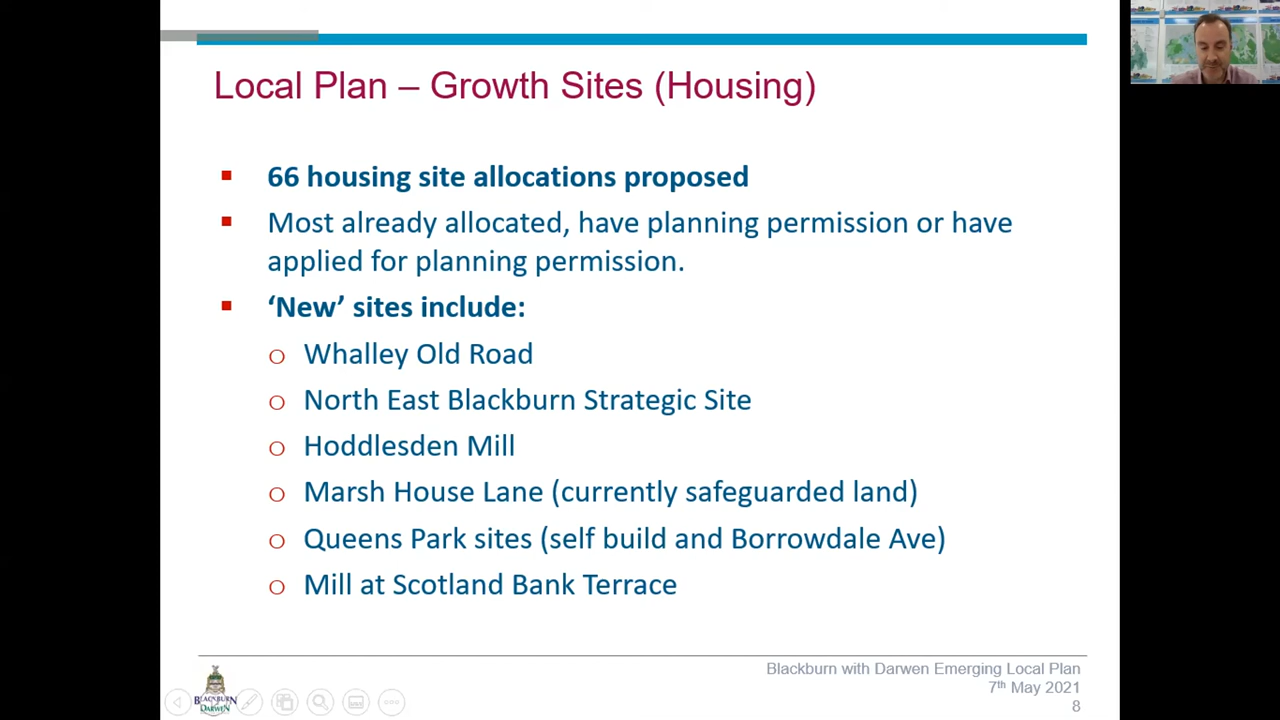 Local Plan – Growth Sites (Housing)
66 housing site allocations proposed
Most already allocated, have planning permission or have
applied for planning permission.
‘New’ sites include:
Whalley Old Road
North East Blackburn Strategic Site
Hoddlesden Mill
Marsh House Lane (currently safeguarded land)
Queens Park sites (self build and Borrowdale Ave)
Mill at Scotland Bank Terrace
BLACKBURN
DARWEN
Blackburn with Darwen Emerging Local Plan
7th May 2021
8